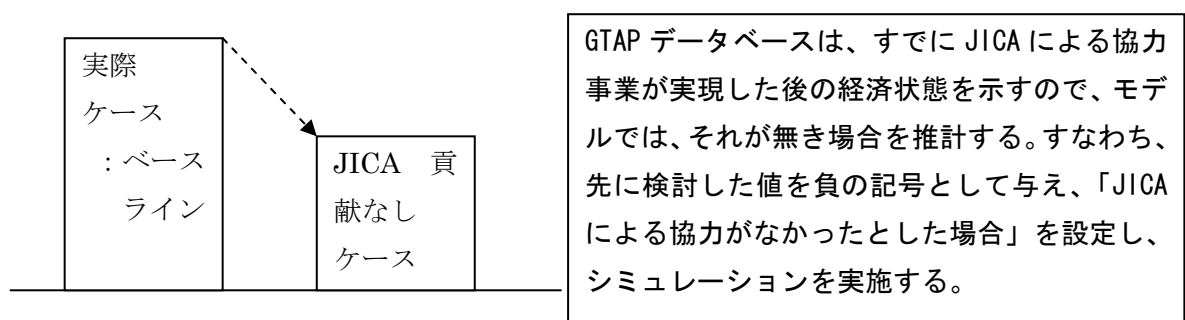 実際
ケース
：ベース
ライン
JICA 貢
献なし
ケース
GTAP データベースは、すでに JICA による協力
事業が実現した後の経済状態を示すので、モデ
ルでは、それが無き場合を推計する。すなわち、
先に検討した値を負の記号として与え、「JICA
による協力がなかったとした場合」を設定し、
シミュレーションを実施する。